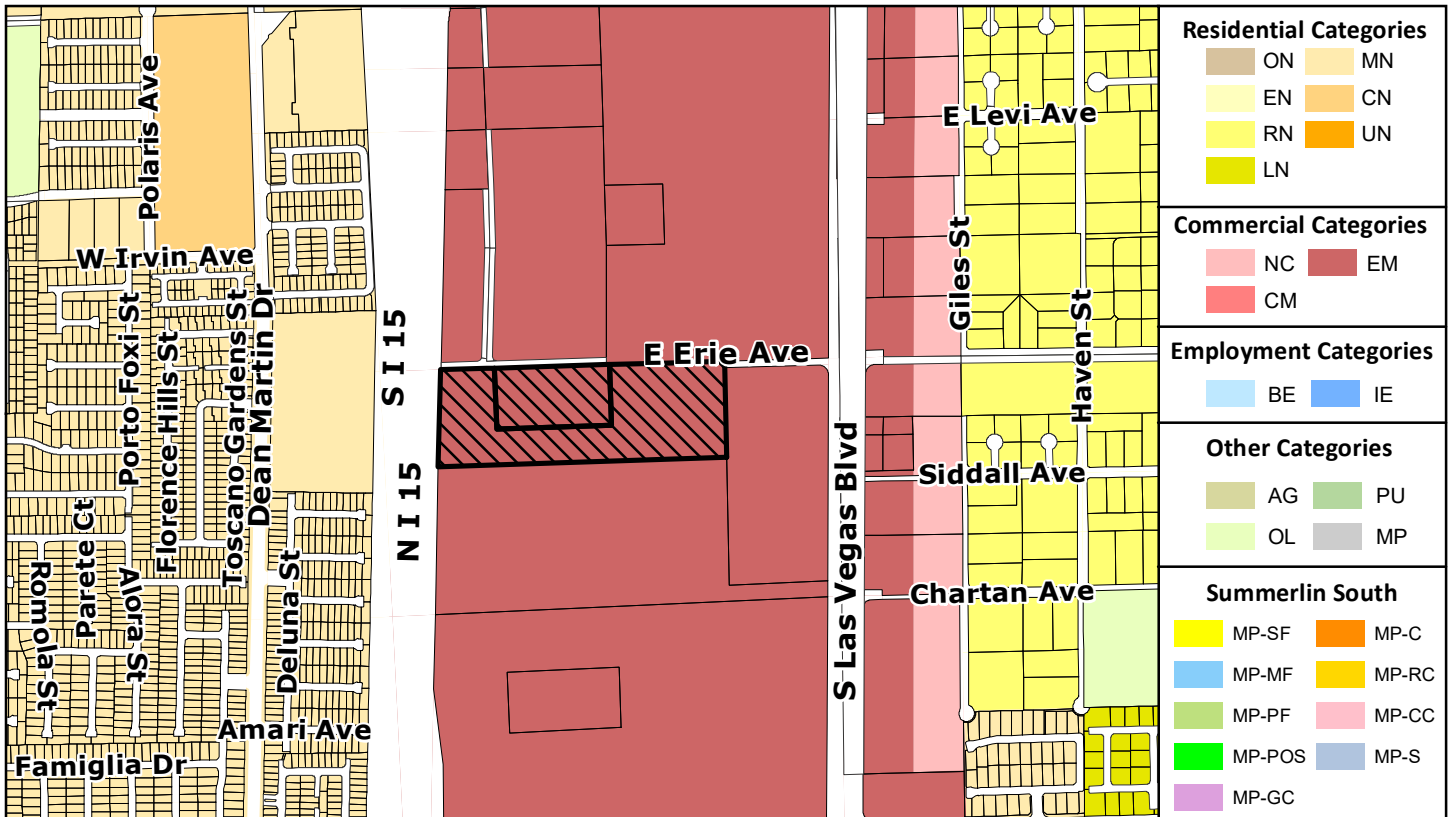 Polaris Ave
W Irvin Ave
Porto Foxi St
Florence Hills St
Toscano Gardens St
Dean Martin Dr
Parete Ct
Romola St
Alora St
Deluna St
Amari Ave
Famiglia Dr
S I 15
N I 15
E Erie Ave
S Las Vegas Blvd
E Levi Ave
Giles St
Haven St
Siddall Ave
Chartan Ave
Residential Categories
ON MN
EN CN
RN UN
LN
Commercial Categories
NC EM
CM
Employment Categories
BE IE
Other Categories
AG PU
OL MP
Summerlin South
MP-SF MP-C
MP-MF MP-RC
MP-PF MP-CC
MP-POS MP-S
MP-GC